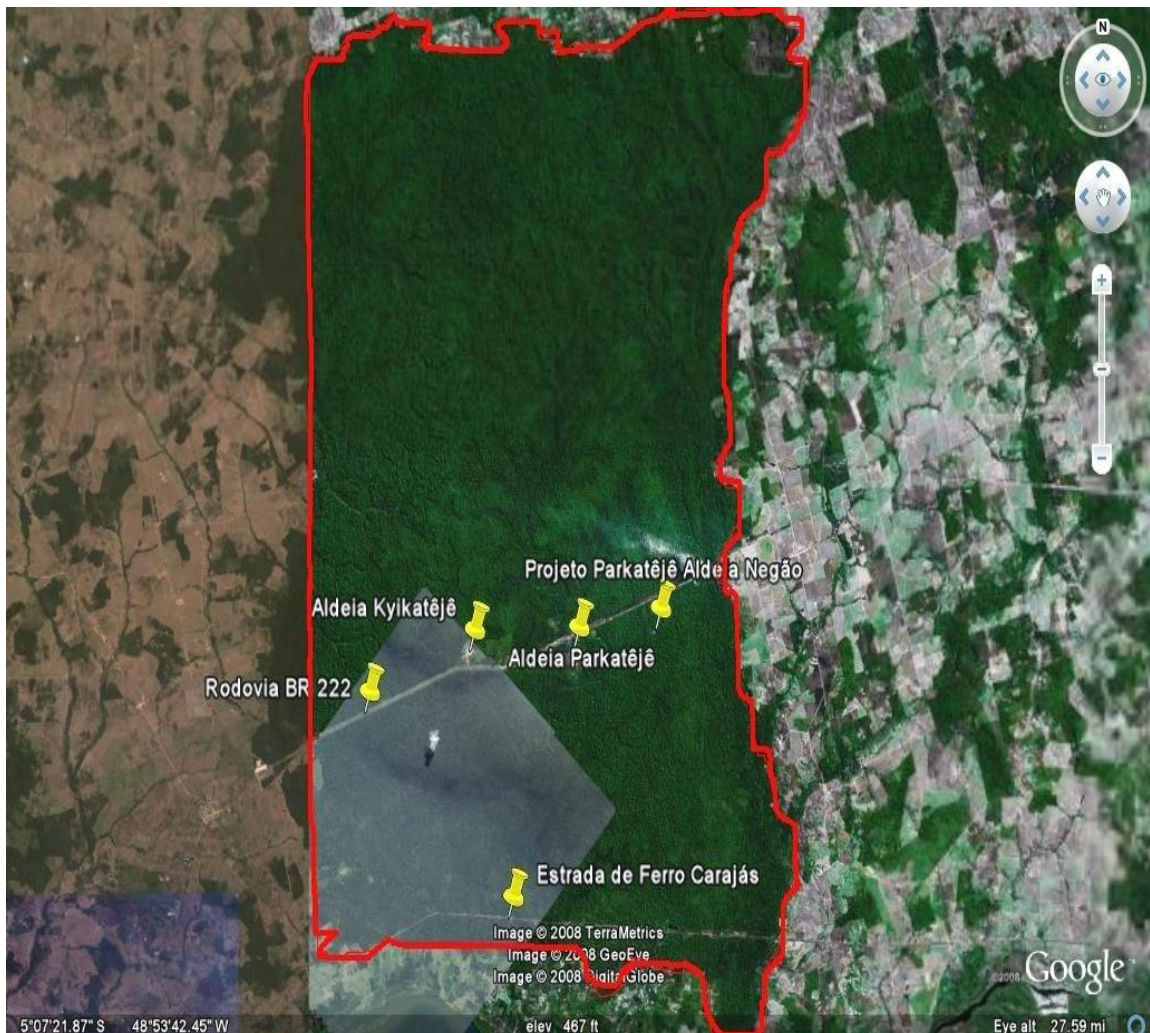 N
Projeto Parkatêjê Aldeia Negão
Aldeia Kyikatêjê
Aldeia Parkatêjê
Rodovia BR 222
Estrada de Ferro Carajás
Image © 2008 TerraMetrics
Image © 2008 GeoEye
Image © 2008 DigitalGlobe
©2008 Google™
5°07'21.87" S 48°53'42.45" W elev 467 ft Eye alt 27.59 mi